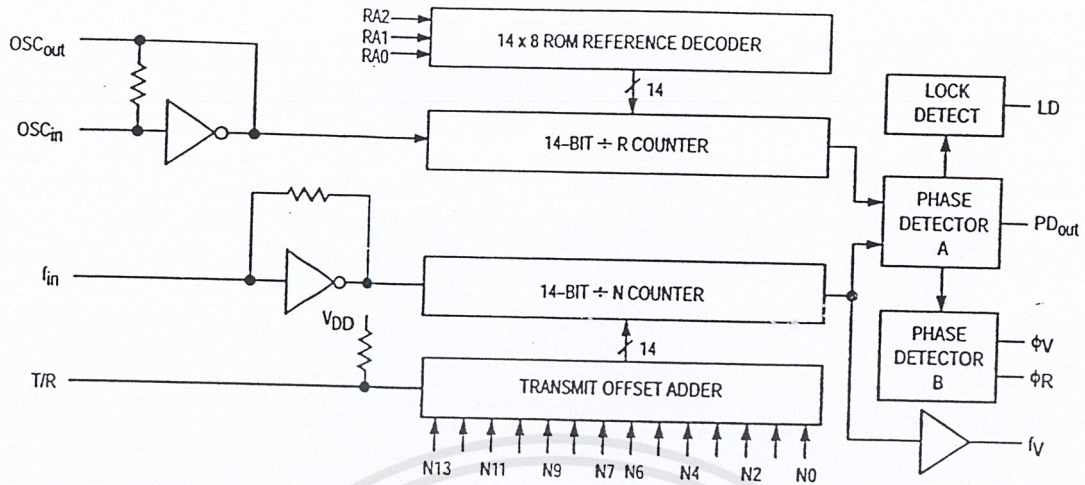 RA2
RA1
RA0
14 x 8 ROM REFERENCE DECODER
OSCout
14
LOCK
DETECT
LD
OSCin
14-BIT ÷ R COUNTER
PHASE
DETECTOR
A
PDout
fin
14-BIT ÷ N COUNTER
VDD
14
PHASE
DETECTOR
B
ϕV
ϕR
T/R
TRANSMIT OFFSET ADDER
fV
N13 N11 N9 N7 N6 N4 N2 N0